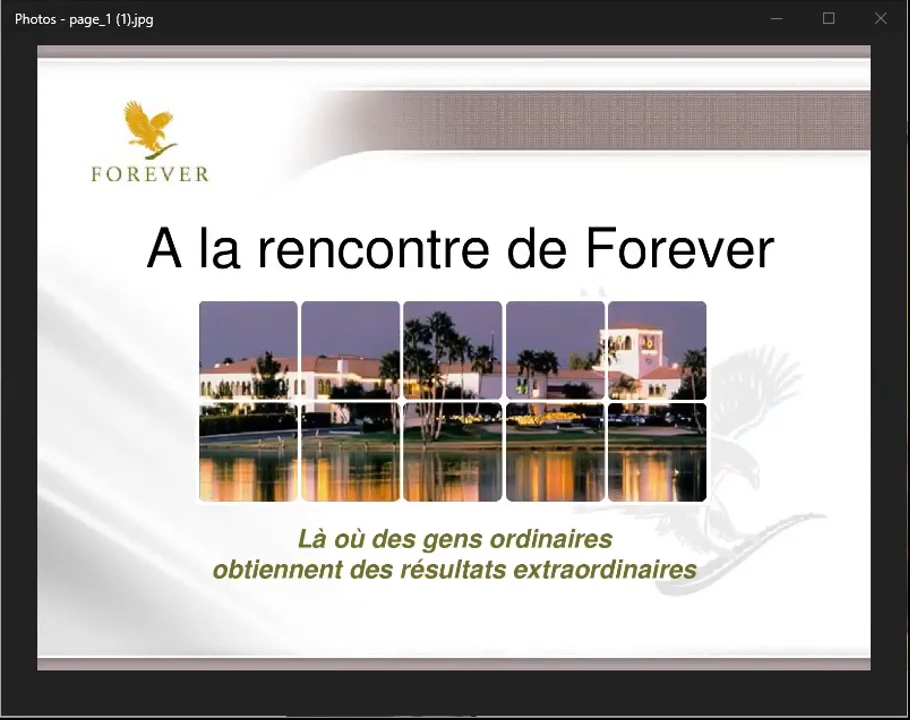 Photos - page_1 (1).jpg
FOREVER
A la rencontre de Forever
Là où des gens ordinaires
obtiennent des résultats extraordinaires